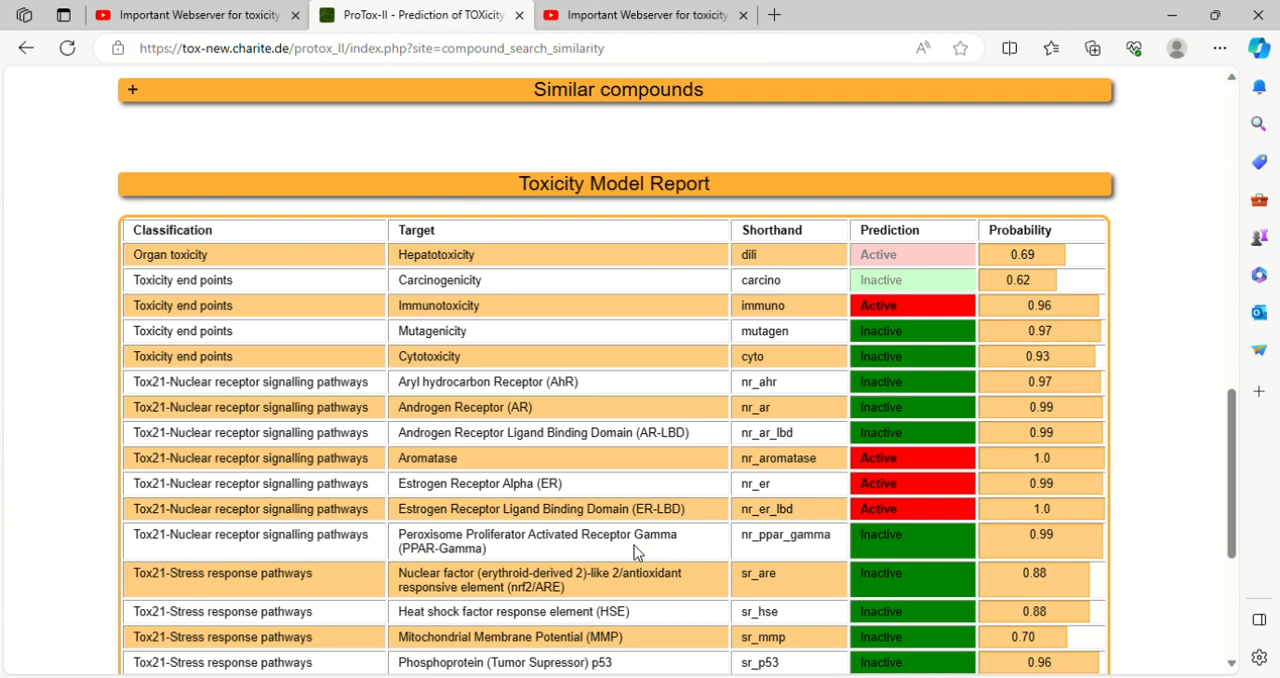 Important Webserver for toxicity
ProTox-II - Prediction of TOXicity
Important Webserver for toxicity
https://tox-new.charite.de/protox_II/index.php?site=compound_search_similarity
+ Similar compounds
Toxicity Model Report
Classification Target Shorthand Prediction Probability
Organ toxicity Hepatotoxicity dili Active 0.69
Toxicity end points Carcinogenicity carcino Inactive 0.62
Toxicity end points Immunotoxicity immuno Active 0.96
Toxicity end points Mutagenicity mutagen Inactive 0.97
Toxicity end points Cytotoxicity cyto Inactive 0.93
Tox21-Nuclear receptor signalling pathways Aryl hydrocarbon Receptor (AhR) nr_ahr Inactive 0.97
Tox21-Nuclear receptor signalling pathways Androgen Receptor (AR) nr_ar Inactive 0.99
Tox21-Nuclear receptor signalling pathways Androgen Receptor Ligand Binding Domain (AR-LBD) nr_ar_lbd Inactive 0.99
Tox21-Nuclear receptor signalling pathways Aromatase nr_aromatase Active 1.0
Tox21-Nuclear receptor signalling pathways Estrogen Receptor Alpha (ER) nr_er Active 0.99
Tox21-Nuclear receptor signalling pathways Estrogen Receptor Ligand Binding Domain (ER-LBD) nr_er_lbd Active 1.0
Tox21-Nuclear receptor signalling pathways Peroxisome Proliferator Activated Receptor Gamma nr_ppar_gamma Inactive 0.99
(PPAR-Gamma)
Tox21-Stress response pathways Nuclear factor (erythroid-derived 2)-like 2/antioxidant sr_are Inactive 0.88
responsive element (nrf2/ARE)
Tox21-Stress response pathways Heat shock factor response element (HSE) sr_hse Inactive 0.88
Tox21-Stress response pathways Mitochondrial Membrane Potential (MMP) sr_mmp Inactive 0.70
Tox21-Stress response pathways Phosphoprotein (Tumor Supressor) p53 sr_p53 Inactive 0.96